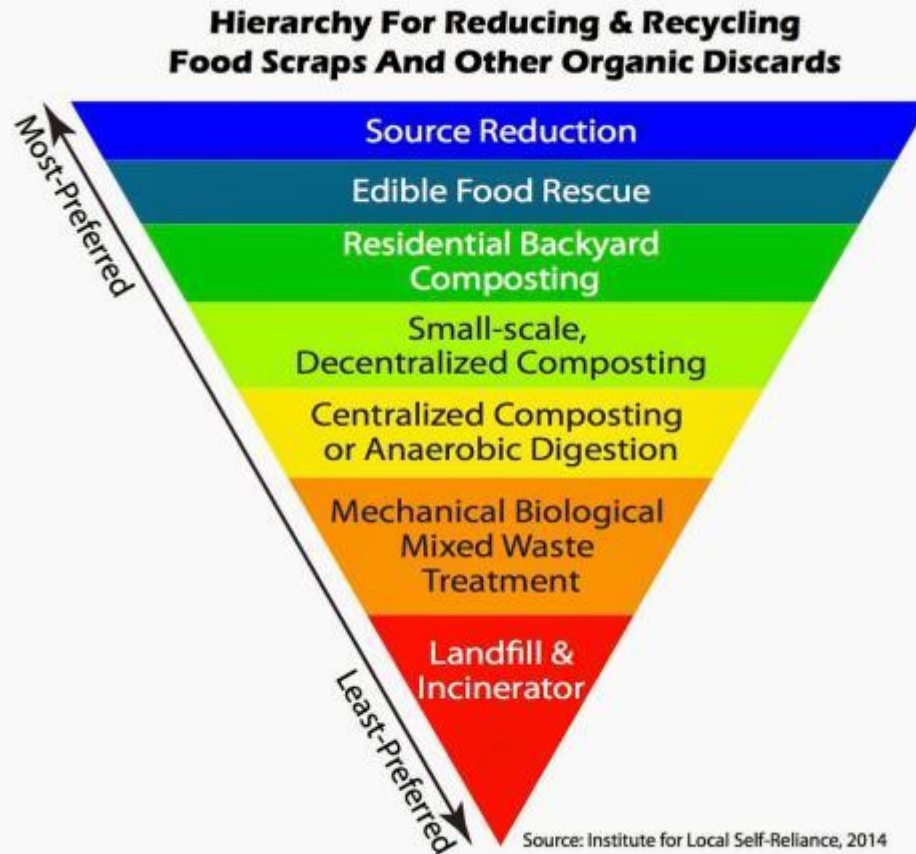 Hierarchy For Reducing & Recycling
Food Scraps And Other Organic Discards
Most-Preferred
Source Reduction
Edible Food Rescue
Residential Backyard
Composting
Small-scale,
Decentralized Composting
Centralized Composting
or Anaerobic Digestion
Mechanical Biological
Mixed Waste
Treatment
Landfill &
Incinerator
Least-Preferred
Source: Institute for Local Self-Reliance, 2014